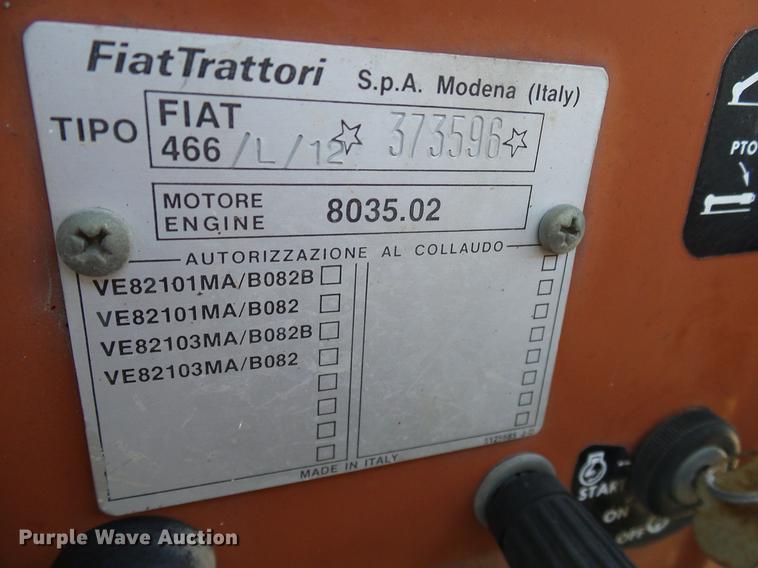 FiatTrattori S.p.A. Modena (Italy)
TIPO FIAT
466/L/12☆ 373596☆
MOTORE
ENGINE 8035.02
AUTORIZZAZIONE AL COLLAUDO
VE82101MA/B082B
VE82101MA/B082
VE82103MA/B082B
VE82103MA/B082
MADE IN ITALY
PTO
START
ON
OFF
Purple Wave Auction®